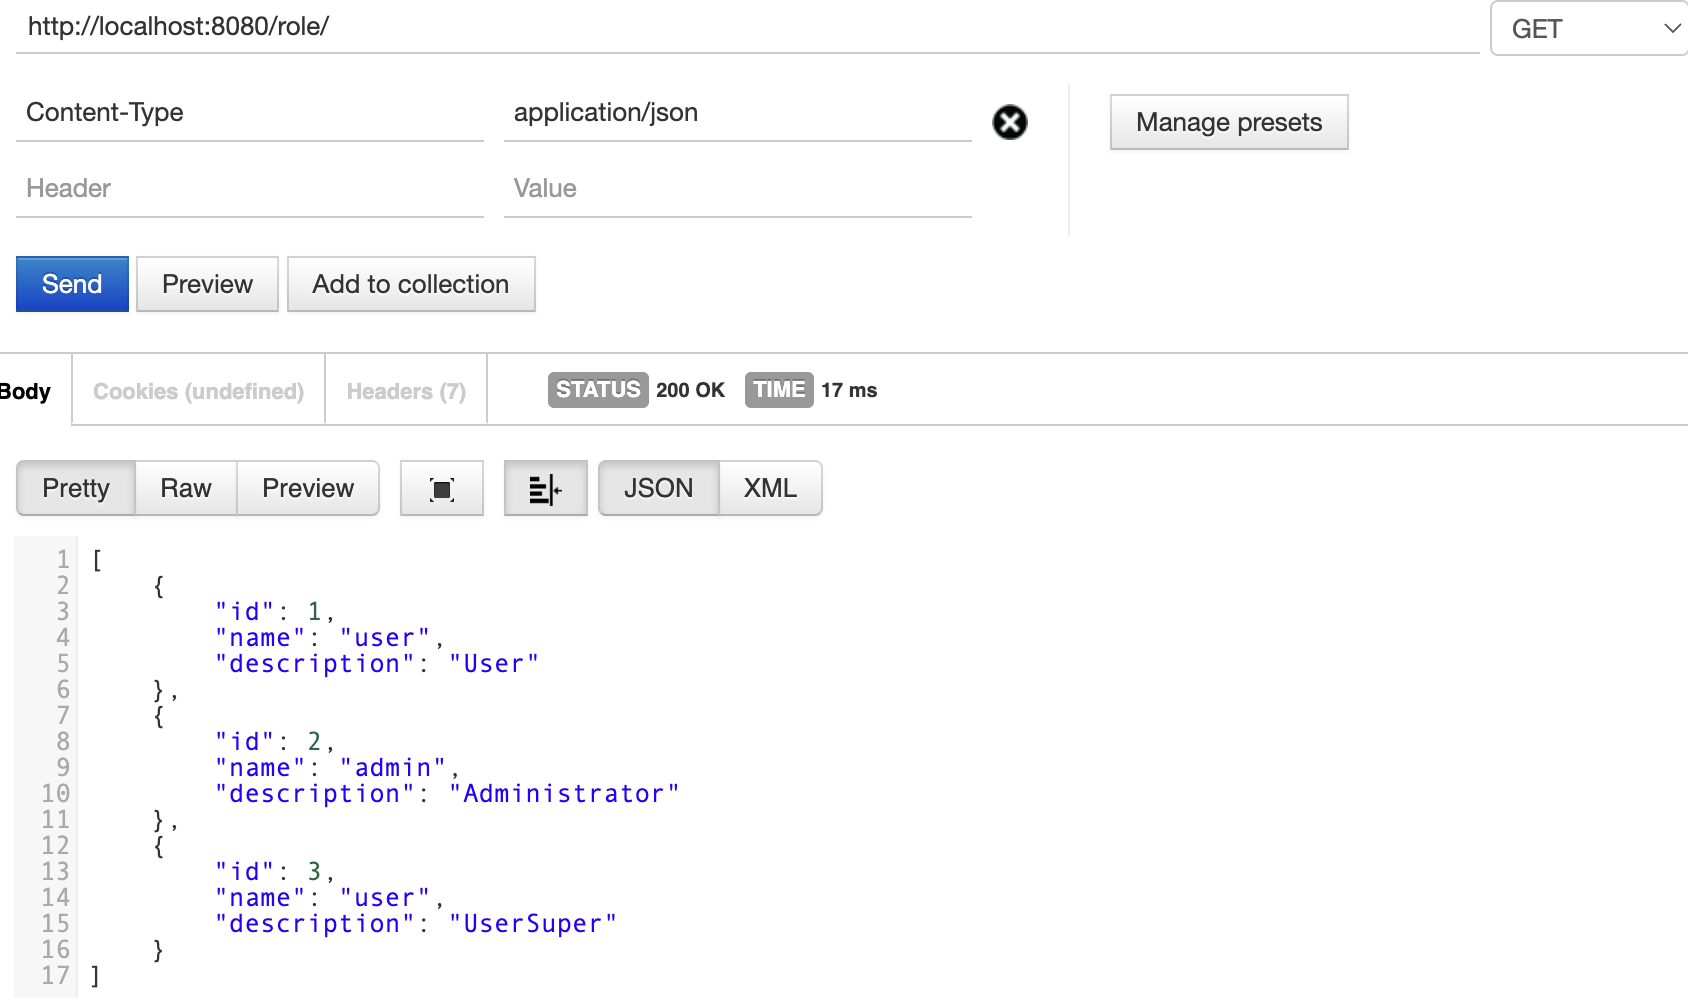 http://localhost:8080/role/ GET
Content-Type application/json Manage presets
Header Value
Send Preview Add to collection
Body Cookies (undefined) Headers (7) STATUS 200 OK TIME 17 ms
Pretty Raw Preview JSON XML
1 [
2 {
3 "id": 1,
4 "name": "user",
5 "description": "User"
6 },
7 {
8 "id": 2,
9 "name": "admin",
10 "description": "Administrator"
11 },
12 {
13 "id": 3,
14 "name": "user",
15 "description": "UserSuper"
16 }
17 ]